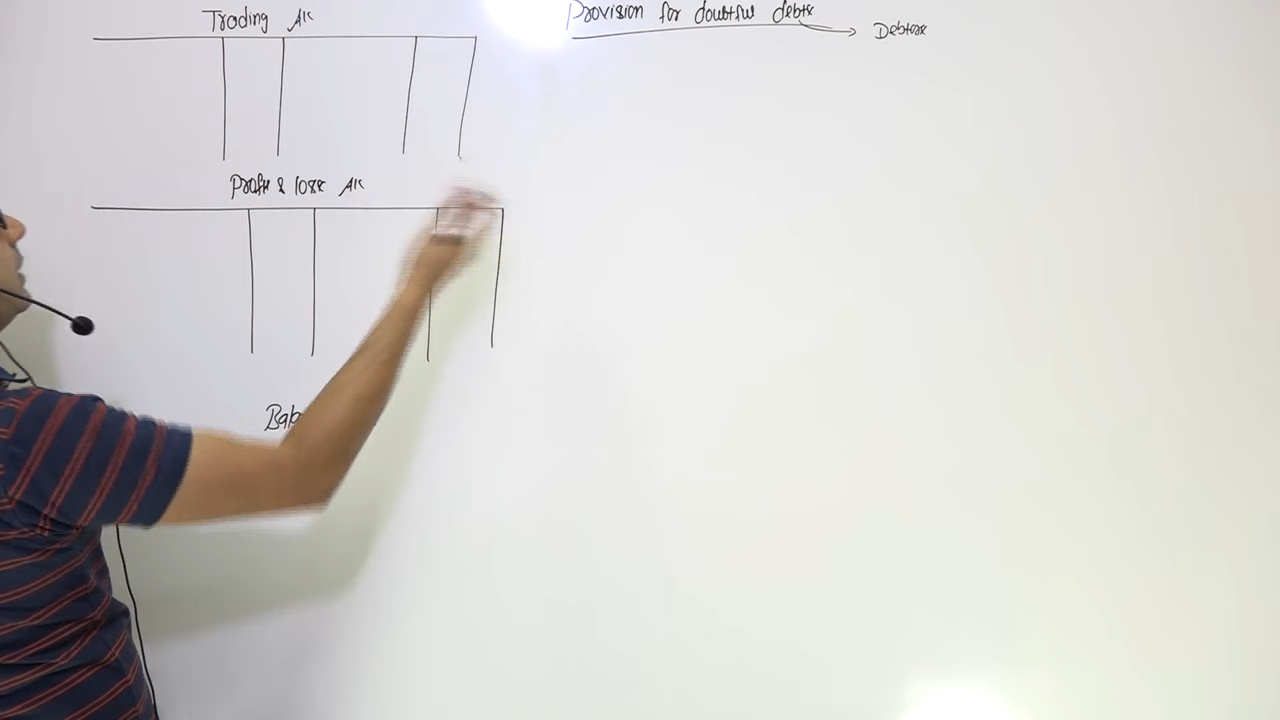 Trading A/c
Provision for doubtful debts
Debtors
Profit & loss A/c